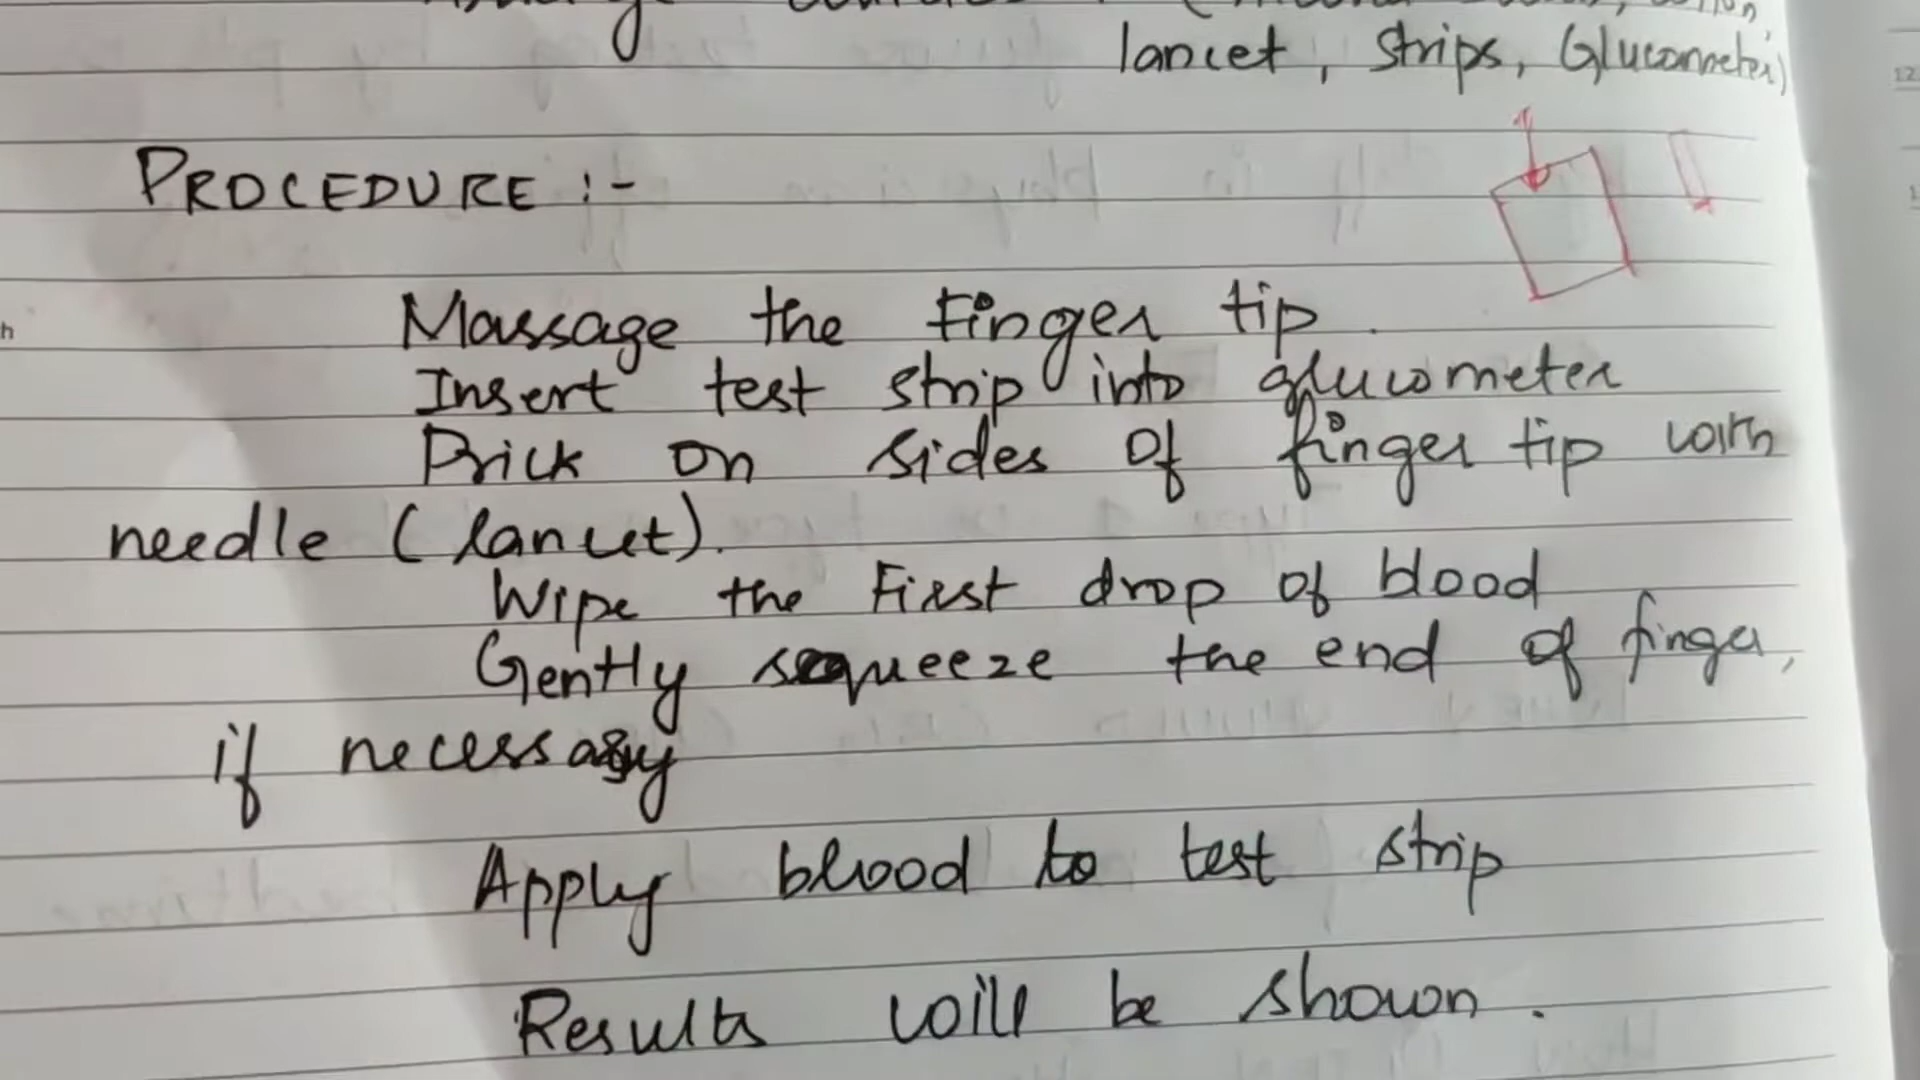 lancet, strips, Glucometer)
PROCEDURE :-
Massage the Finger tip.
Insert test strip into glucometer
Prick on sides of finger tip with
needle (lancet).
Wipe the First drop of blood
Gently squeeze the end of finger,
if necessary
Apply blood to test strip
Results will be shown.